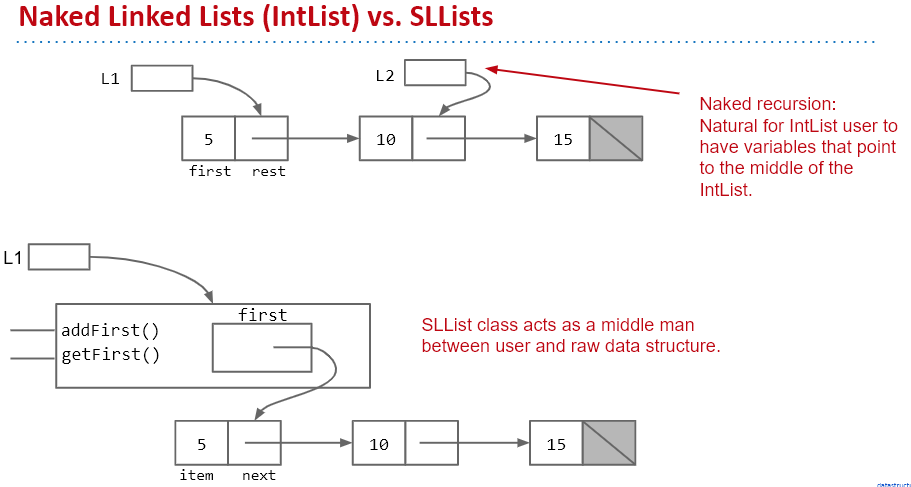 Naked Linked Lists (IntList) vs. SLLists
L1
L2
5
10
15
first rest
Naked recursion:
Natural for IntList user to
have variables that point
to the middle of the
IntList.
L1
first
addFirst()
getFirst()
SLList class acts as a middle man
between user and raw data structure.
5
10
15
item next